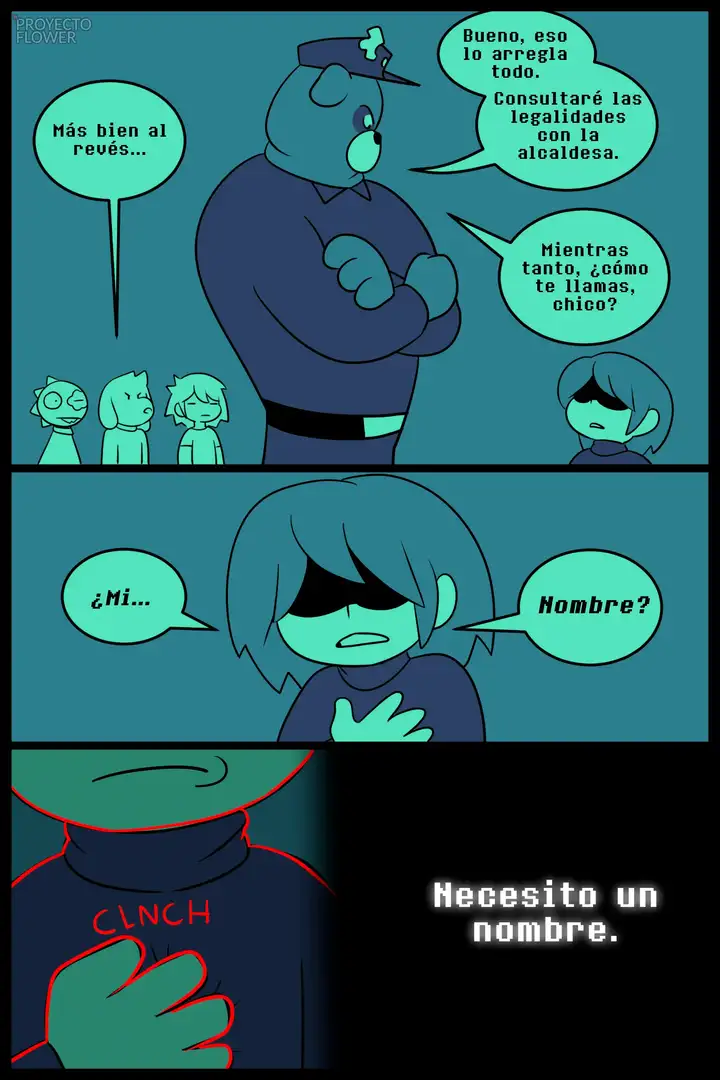 PROYECTO
FLOWER
Más bien al
revés...
Bueno, eso
lo arregla
todo.
Consultaré las
legalidades
con la
alcaldesa.
Mientras
tanto, ¿cómo
te llamas,
chico?
¿Mi...
Nombre?
CLNCH
Necesito un
nombre.